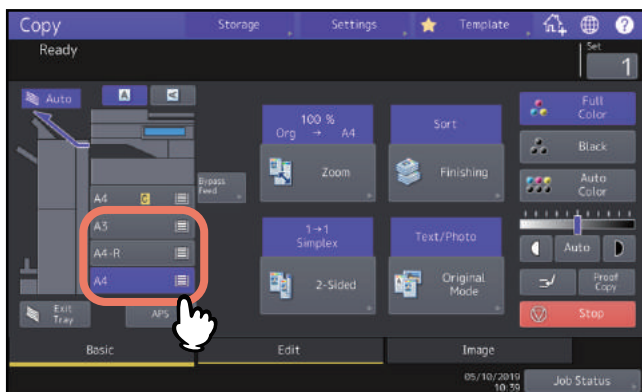 Copy
Storage
Settings
Template
?
Ready
Set
1
Auto
A
A
100 %
Org → A4
Zoom
Sort
Finishing
Full
Color
Black
Auto
Color
A4
C
A3
A4-R
A4
Bypass
Feed
1→1
Simplex
2-Sided
Text/Photo
Original
Mode
Auto
Proof
Copy
Exit
Tray
APS
Stop
Basic
Edit
Image
05/10/2019
10:39
Job Status